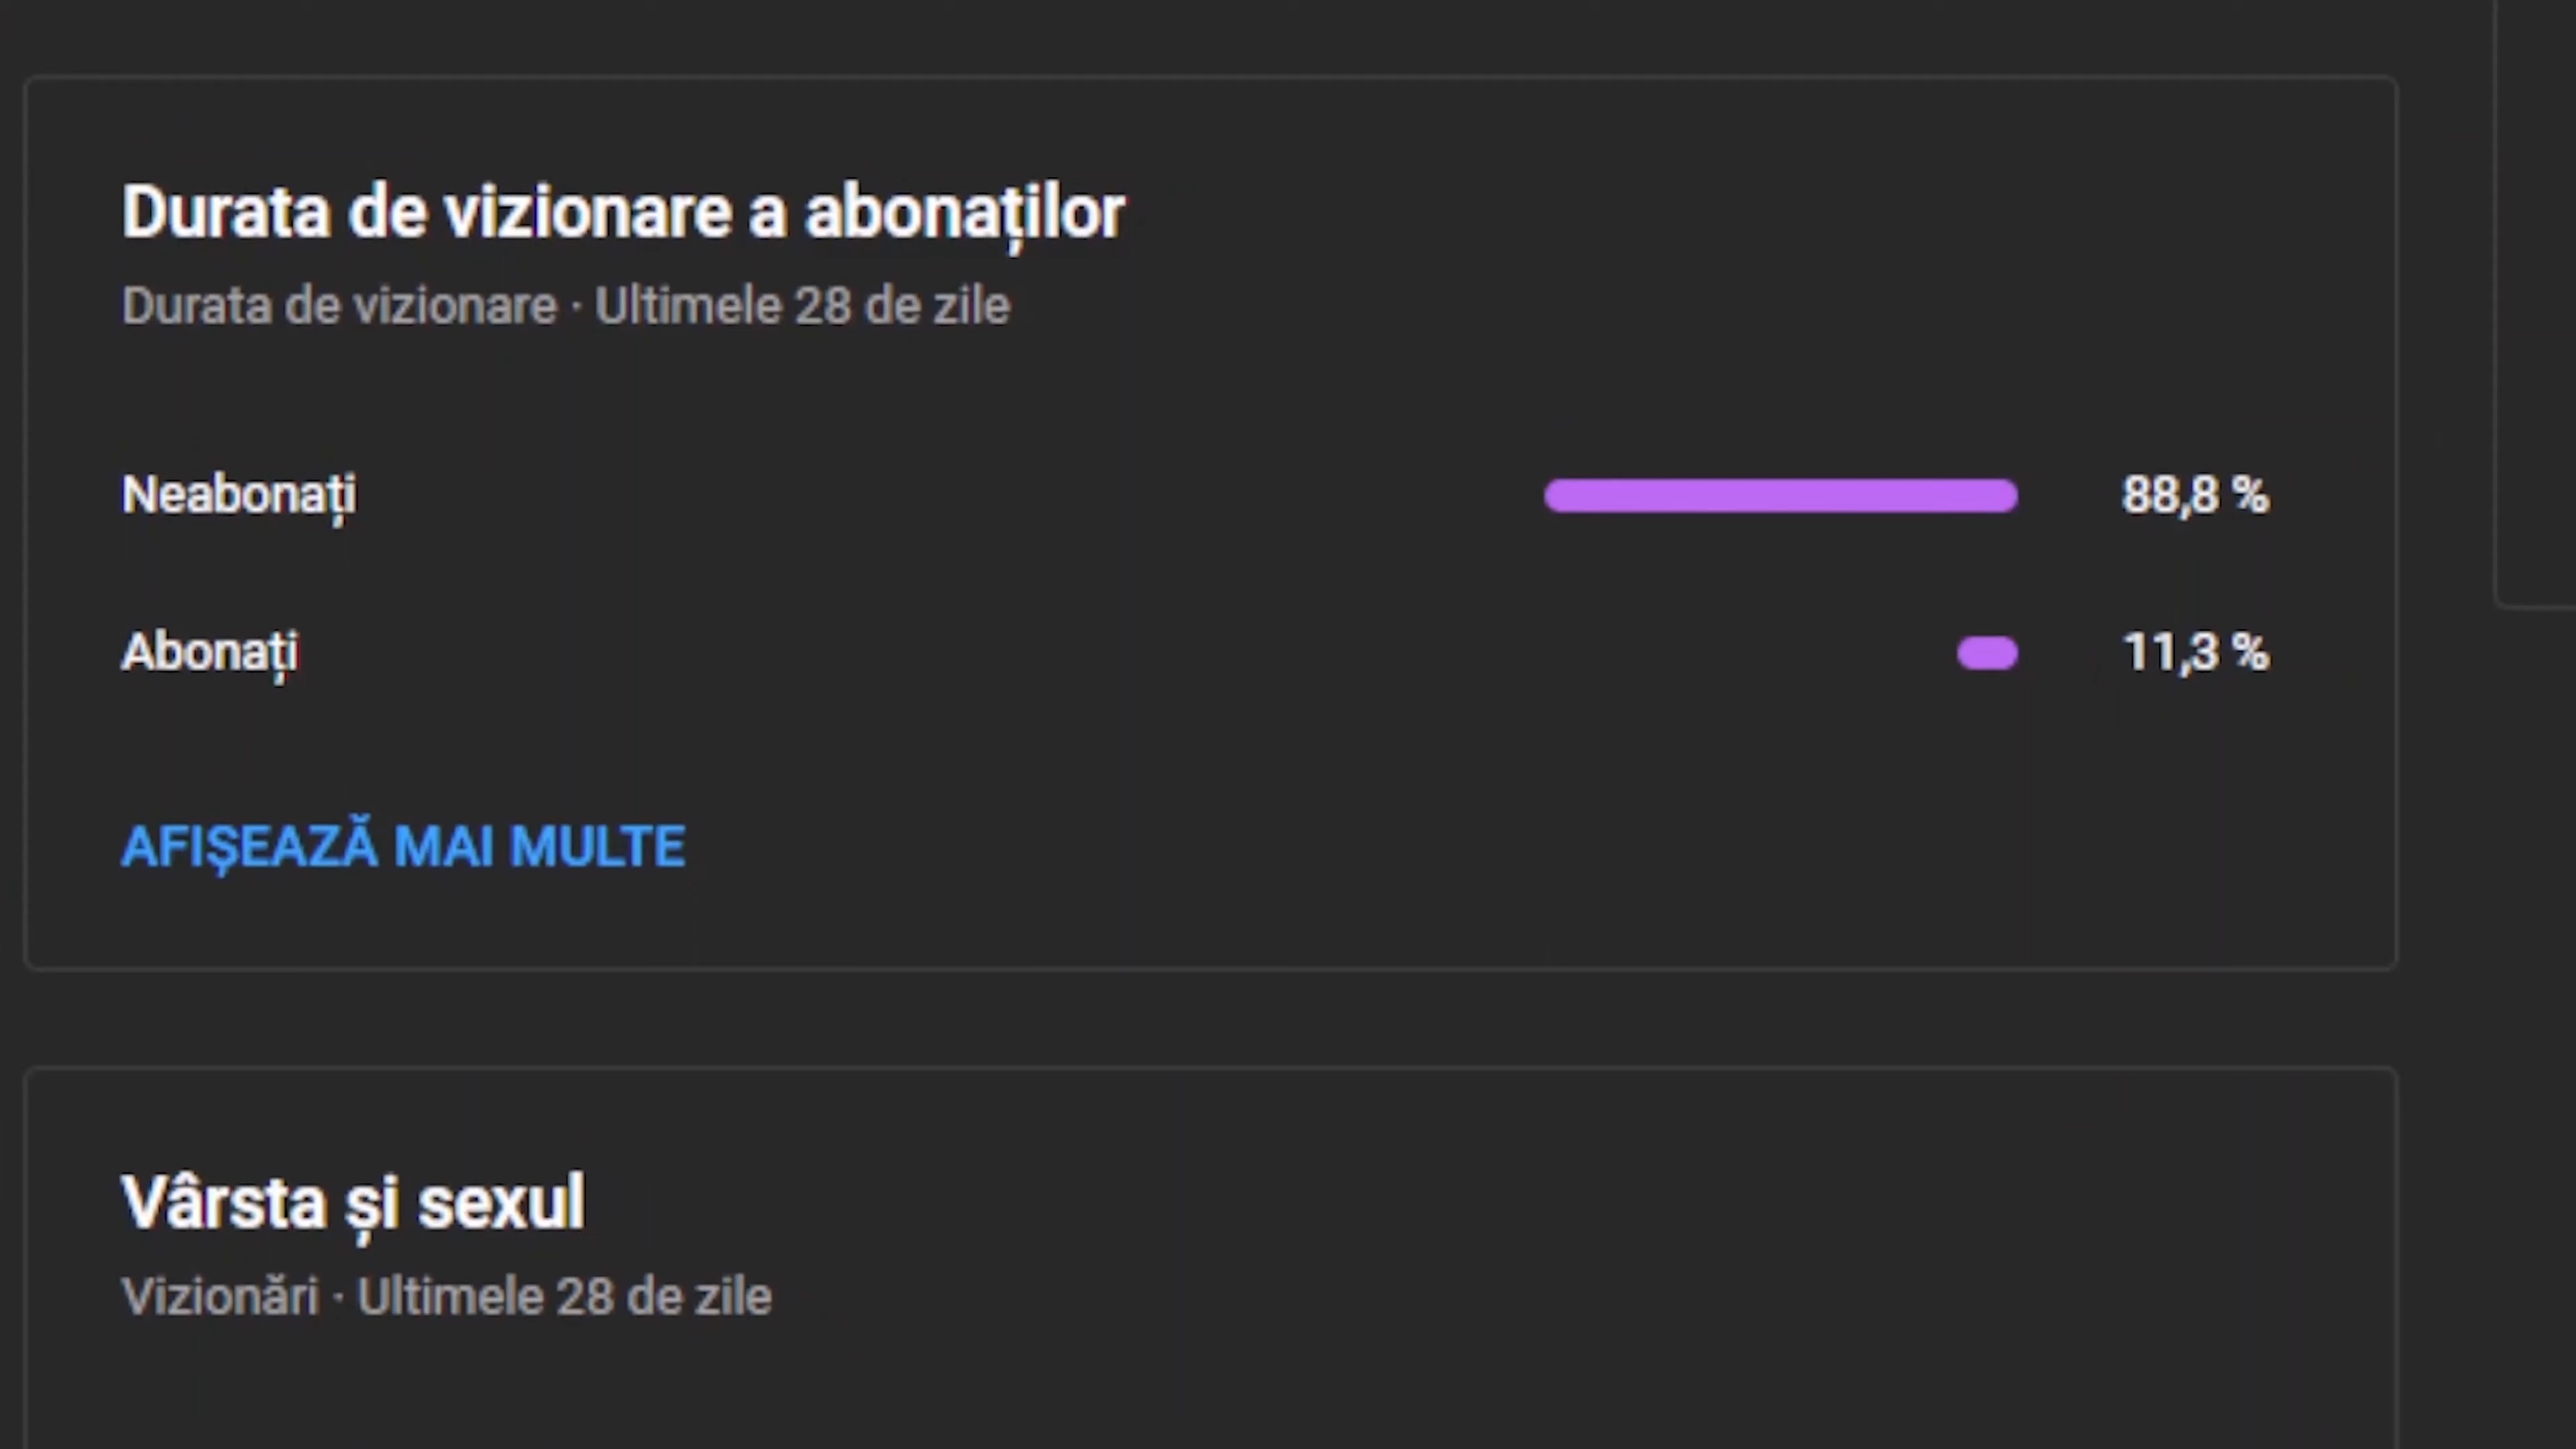 Durata de vizionare a abonaților
Durata de vizionare · Ultimele 28 de zile
Neabonați 88,8 %
Abonați 11,3 %
AFIȘEAZĂ MAI MULTE
Vârsta și sexul
Vizionări · Ultimele 28 de zile